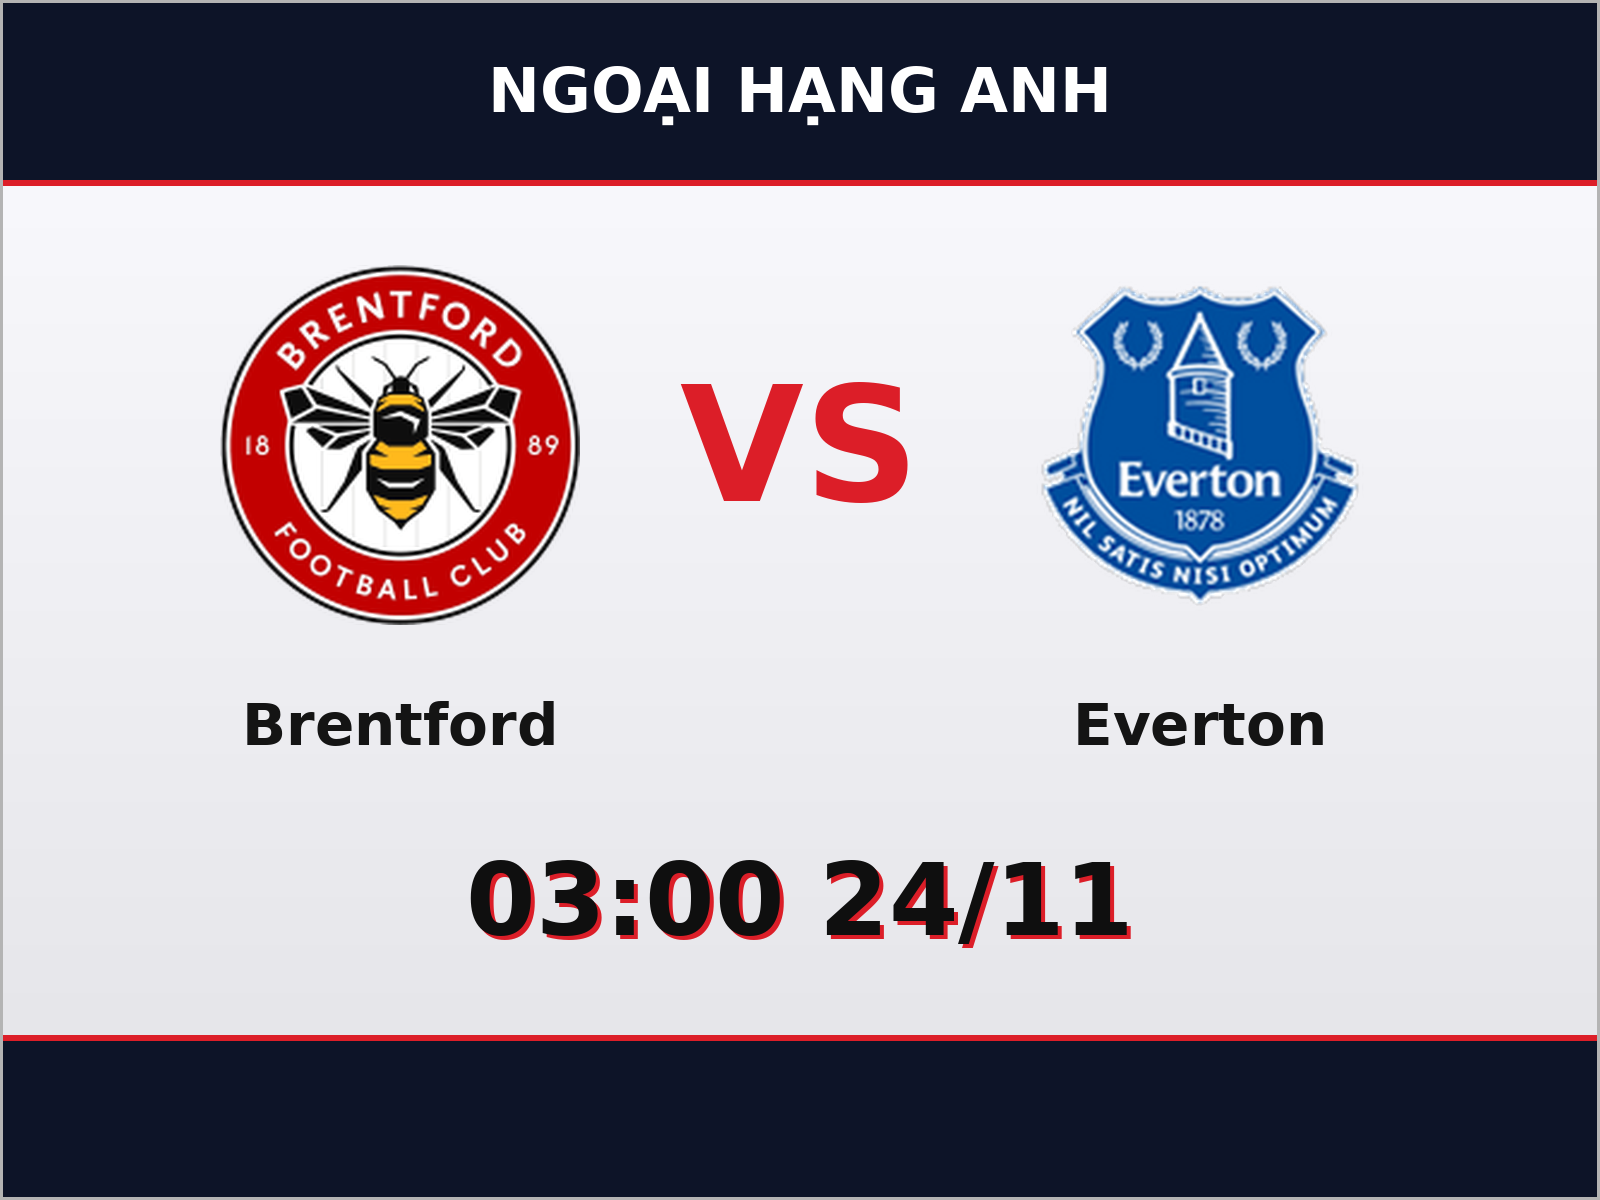 NGOẠI HẠNG ANH
BRENTFORD
18 89
FOOTBALL CLUB
VS
Everton
1878
NIL SATIS NISI OPTIMUM
Brentford
Everton
03:00 24/11